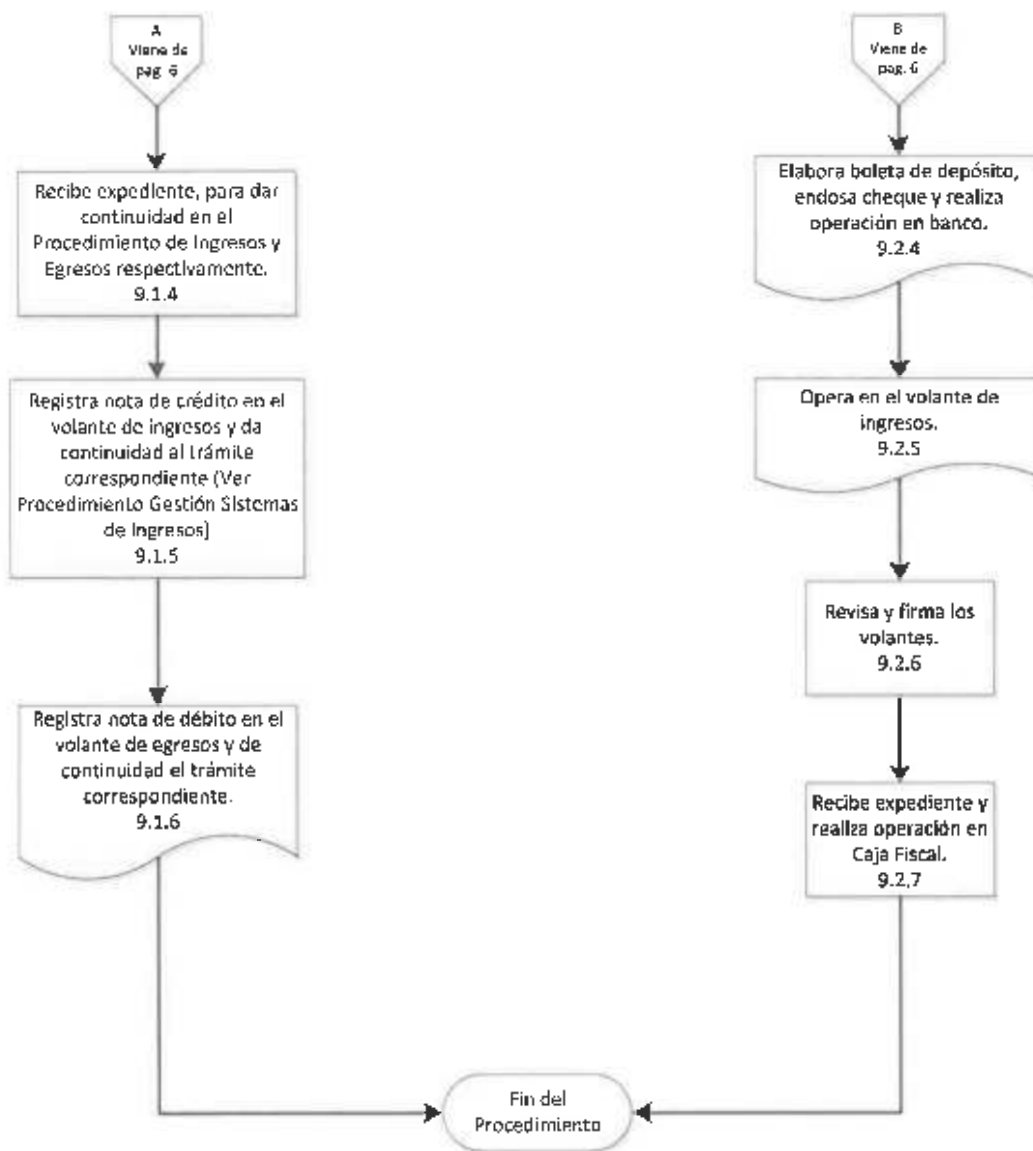 A
Viene de
pag. 6
Recibe expediente, para dar
continuidad en el
Procedimiento de Ingresos y
Egresos respectivamente.
9.1.4
Registra nota de crédito en el
volante de ingresos y da
continuidad al trámite
correspondiente (Ver
Procedimiento Gestión Sistemas
de Ingresos)
9.1.5
Registra nota de débito en el
volante de egresos y de
continuidad el trámite
correspondiente.
9.1.6
B
Viene de
pag. 6
Elabora boleta de depósito,
endosa cheque y realiza
operación en banco.
9.2.4
Opera en el volante de
ingresos.
9.2.5
Revisa y firma los
volantes.
9.2.6
Recibe expediente y
realiza operación en
Caja Fiscal.
9.2.7
Fin del
Procedimiento